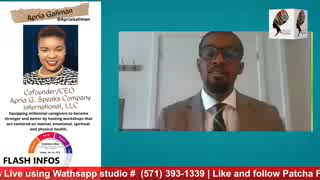 Apria Gallman
@ApriaGallman
Cofounder/CEO
Apria G. Speaks Company
International, LLC
Equipping millennial caregivers to become
stronger and better by hosting workshops that
are centered on mental, emotional, spiritual,
and physical health.
FLASH INFOS
s Live using Wathsapp studio # (571) 393-1339 | Like and follow Patcha F